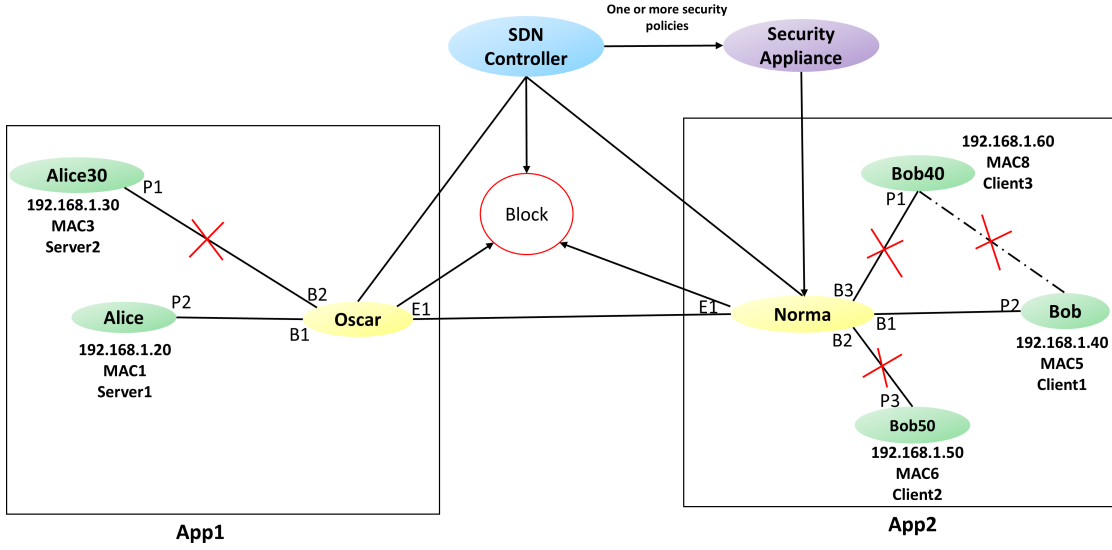 One or more security
policies
SDN
Controller
Security
Appliance
Alice30
P1
192.168.1.30
MAC3
Server2
Block
192.168.1.60
MAC8
Client3
Bob40
P1
P2
Alice
B2
B1
Oscar
E1
192.168.1.20
MAC1
Server1
E1
Norma
B3
B1
B2
P2
Bob
192.168.1.40
MAC5
Client1
P3
Bob50
192.168.1.50
MAC6
Client2
App1
App2